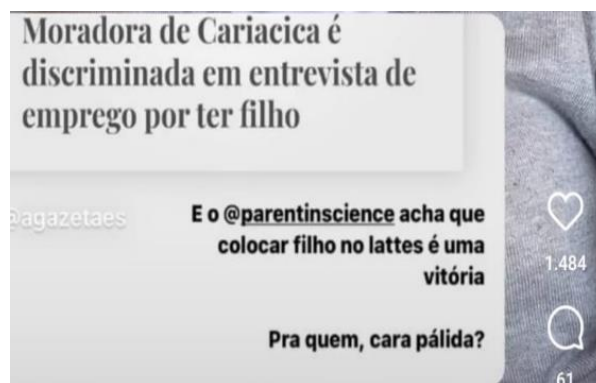 Moradora de Cariacica é
discriminada em entrevista de
emprego por ter filho
@agazetaes
E o @parentinscience acha que
colocar filho no lattes é uma
vitória
Pra quem, cara pálida?
1.484
61